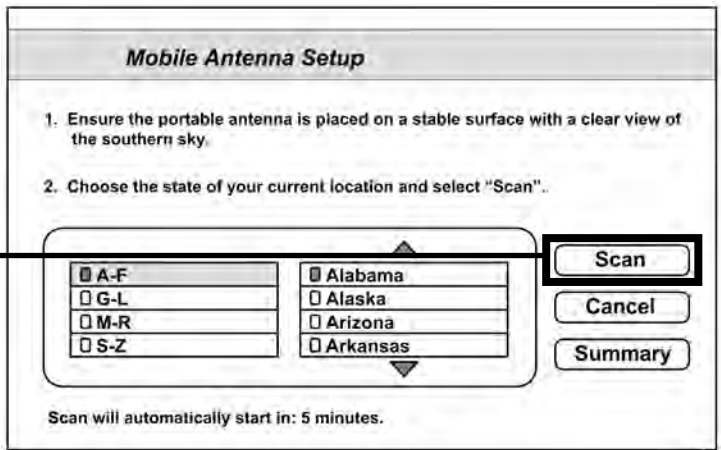 Mobile Antenna Setup
1. Ensure the portable antenna is placed on a stable surface with a clear view of
the southern sky.
2. Choose the state of your current location and select “Scan”.
A-F
G-L
M-R
S-Z
Alabama
Alaska
Arizona
Arkansas
Scan
Cancel
Summary
Scan will automatically start in: 5 minutes.